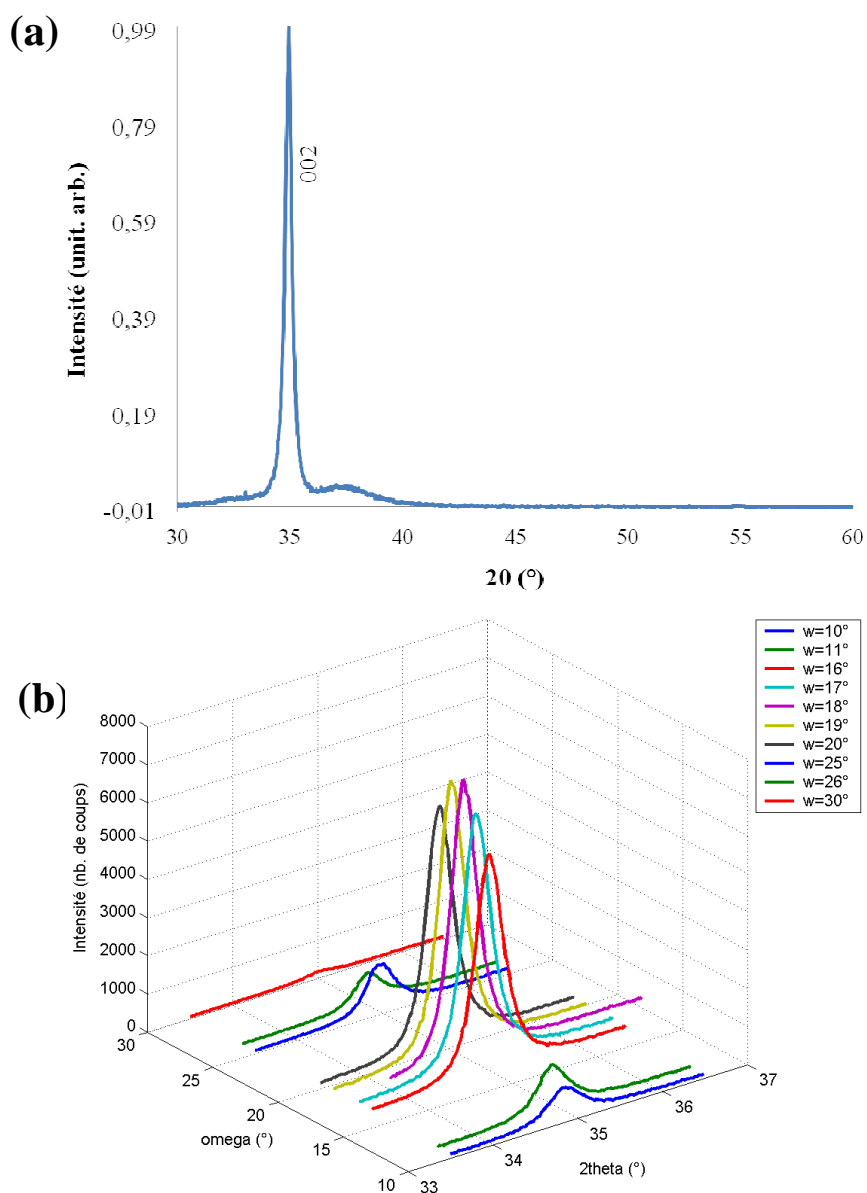 (a)
0,99
0,79
0,59
0,39
0,19
-0,01
Intensité (unit. arb.)
002
30 35 40 45 50 55 60
2θ (°)
(b)
8000
7000
6000
5000
4000
3000
2000
1000
0
Intensité (nb. de coups)
30
25
20
15
10
omega (°)
33
34
35
36
37
2theta (°)
w=10°
w=11°
w=16°
w=17°
w=18°
w=19°
w=20°
w=25°
w=26°
w=30°